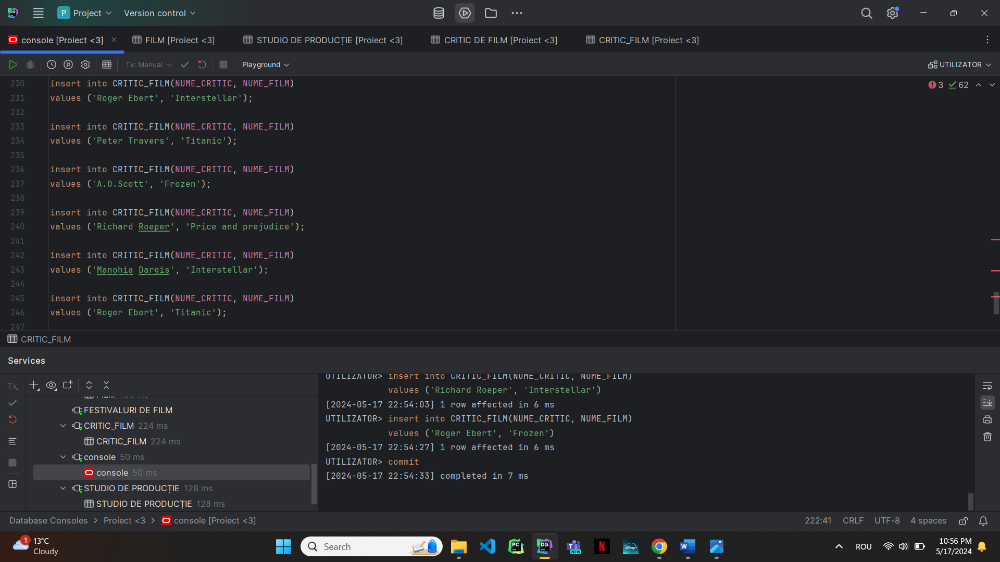 DG
P Project
Version control
console [Proiect <3]
FILM [Proiect <3]
STUDIO DE PRODUCȚIE [Proiect <3]
CRITIC DE FILM [Proiect <3]
CRITIC_FILM [Proiect <3]
Tx: Manual
Playground
UTILIZATOR
3 62
230 insert into CRITIC_FILM(NUME_CRITIC, NUME_FILM)
231 values ('Roger Ebert', 'Interstellar');
232
233 insert into CRITIC_FILM(NUME_CRITIC, NUME_FILM)
234 values ('Peter Travers', 'Titanic');
235
236 insert into CRITIC_FILM(NUME_CRITIC, NUME_FILM)
237 values ('A.O.Scott', 'Frozen');
238
239 insert into CRITIC_FILM(NUME_CRITIC, NUME_FILM)
240 values ('Richard Roeper', 'Price and prejudice');
241
242 insert into CRITIC_FILM(NUME_CRITIC, NUME_FILM)
243 values ('Manohia Dargis', 'Interstellar');
244
245 insert into CRITIC_FILM(NUME_CRITIC, NUME_FILM)
246 values ('Roger Ebert', 'Titanic');
247
CRITIC_FILM
Services
Tx
FESTIVALURI DE FILM
CRITIC_FILM 224 ms
CRITIC_FILM 224 ms
console 50 ms
console 50 ms
STUDIO DE PRODUCȚIE 128 ms
STUDIO DE PRODUCȚIE 128 ms
UTILIZATOR> insert into CRITIC_FILM(NUME_CRITIC, NUME_FILM)
values ('Richard Roeper', 'Interstellar')
[2024-05-17 22:54:03] 1 row affected in 6 ms
UTILIZATOR> insert into CRITIC_FILM(NUME_CRITIC, NUME_FILM)
values ('Roger Ebert', 'Frozen')
[2024-05-17 22:54:27] 1 row affected in 6 ms
UTILIZATOR> commit
[2024-05-17 22:54:33] completed in 7 ms
Database Consoles > Proiect <3 > console [Proiect <3]
222:41 CRLF UTF-8 4 spaces
1
13°C
Cloudy
Search
PC
DG
NEW
N
Disney+
W
ROU
10:56 PM
5/17/2024